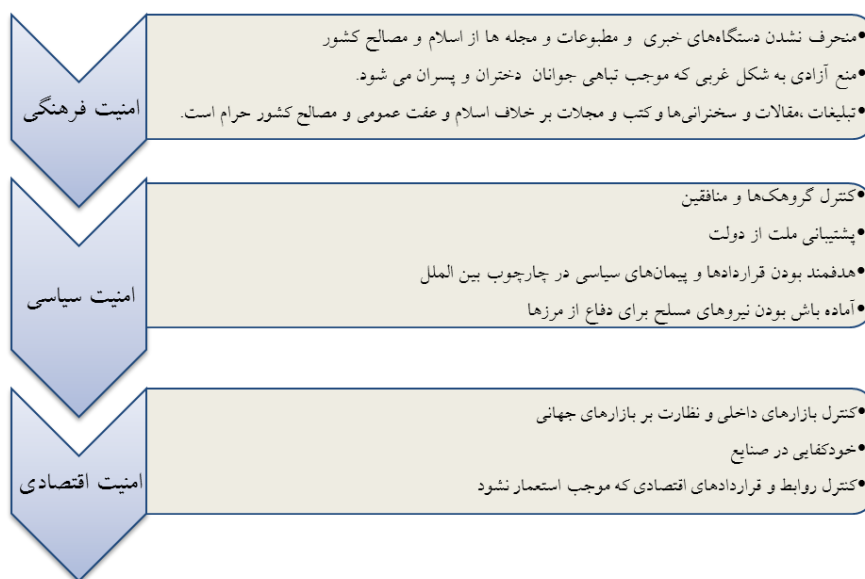 امنیت فرهنگی
•منحرف نشدن دستگاه‌های خبری و مطبوعات و مجله ها از اسلام و مصالح کشور
•منع آزادی به شکل غربی که موجب تباهی جوانان دختران و پسران می شود.
•تبلیغات ،مقالات و سخنرانی‌ها و کتب و مجلات بر خلاف اسلام و عفت عمومی و مصالح کشور حرام است.
امنیت سیاسی
•کنترل گروهک‌ها و منافقین
•پشتیبانی ملت از دولت
•هدفمند بودن قراردادها و پیمان‌های سیاسی در چارچوب بین الملل
•آماده باش بودن نیروهای مسلح برای دفاع از مرزها
امنیت اقتصادی
•کنترل بازارهای داخلی و نظارت بر بازارهای جهانی
•خودکفایی در صنایع
•کنترل روابط و قراردادهای اقتصادی که موجب استعمار نشود